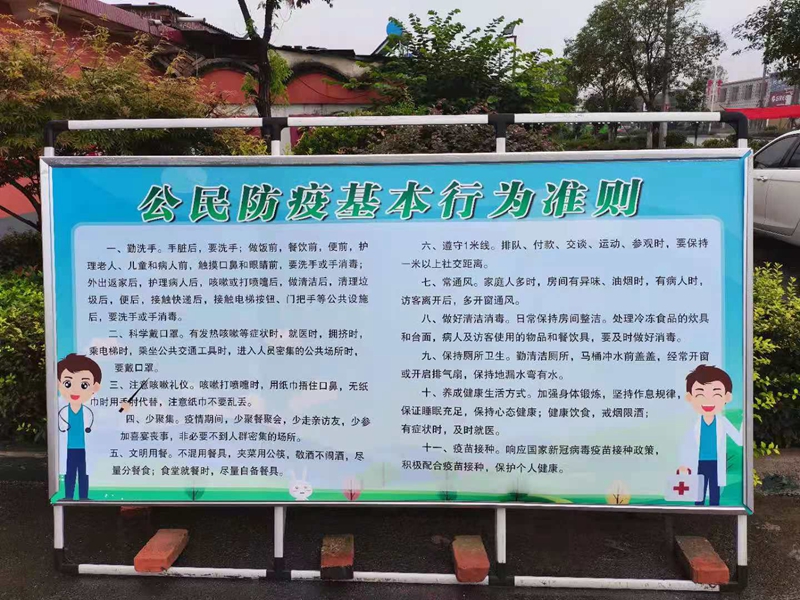 公民防疫基本行为准则
一、勤洗手。手脏后，要洗手；做饭前，餐饮前，便前，护
理老人、儿童和病人前，触摸口鼻和眼睛前，要洗手或手消毒；
外出返家后，护理病人后，咳嗽或打喷嚏后，做清洁后，清理垃
圾后，便后，接触快递后，接触电梯按钮、门把手等公共设施
后，要洗手或手消毒。
二、科学戴口罩。有发热咳嗽等症状时，就医时，拥挤时，
乘电梯时，乘坐公共交通工具时，进入人员密集的公共场所时，
要戴口罩。
三、注意咳嗽礼仪。咳嗽打喷嚏时，用纸巾捂住口鼻，无纸
巾时用手肘代替，注意纸巾不要乱丢。
四、少聚集。疫情期间，少聚餐聚会，少走亲访友，少参
加喜宴丧事，非必要不到人群密集的场所。
五、文明用餐。不混用餐具，夹菜用公筷，敬酒不闹酒，尽
量分餐食；食堂就餐时，尽量自备餐具。
六、遵守1米线。排队、付款、交谈、运动、参观时，要保持
一米以上社交距离。
七、常通风。家庭人多时，房间有异味、油烟时，有病人时，
访客离开后，多开窗通风。
八、做好清洁消毒。日常保持房间整洁。处理冷冻食品的炊具
和台面，病人及访客使用的物品和餐饮具，要及时做好消毒。
九、保持厕所卫生。勤清洁厕所，马桶冲水前盖盖，经常开窗
或开启排气扇，保持地漏水弯有水。
十、养成健康生活方式。加强身体锻炼，坚持作息规律，
保证睡眠充足，保持心态健康；健康饮食，戒烟限酒；
有症状时，及时就医。
十一、疫苗接种。响应国家新冠病毒疫苗接种政策，
积极配合疫苗接种，保护个人健康。